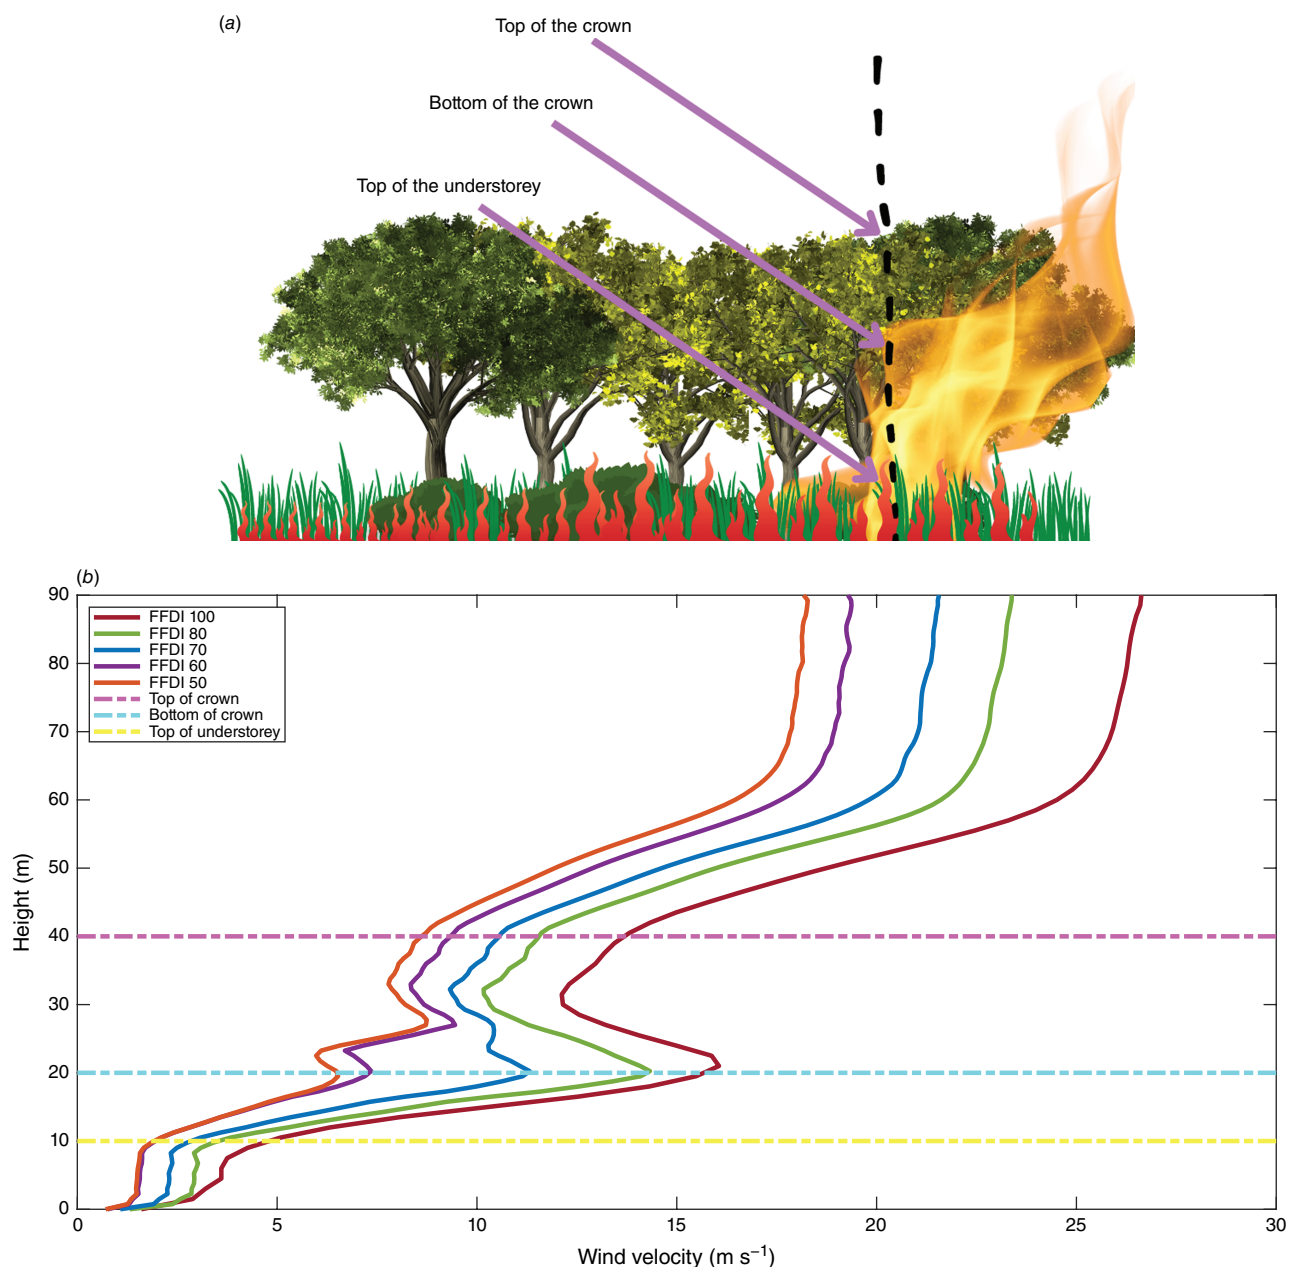 (a)
Top of the crown
Bottom of the crown
Top of the understorey
(b)
90
80
70
60
50
40
30
20
10
0
Height (m)
FFDI 100
FFDI 80
FFDI 70
FFDI 60
FFDI 50
Top of crown
Bottom of crown
Top of understorey
0 5 10 15 20 25 30
Wind velocity (m s⁻¹)